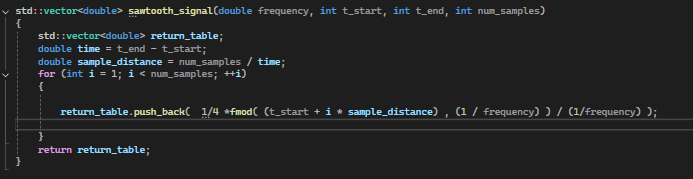 std::vector<double> sawtooth_signal(double frequency, int t_start, int t_end, int num_samples)
{
std::vector<double> return_table;
double time = t_end - t_start;
double sample_distance = num_samples / time;
for (int i = 1; i < num_samples; ++i)
{
return_table.push_back(  1/4 *fmod( (t_start + i * sample_distance) , (1 / frequency) ) / (1/frequency) );
}
return return_table;
}